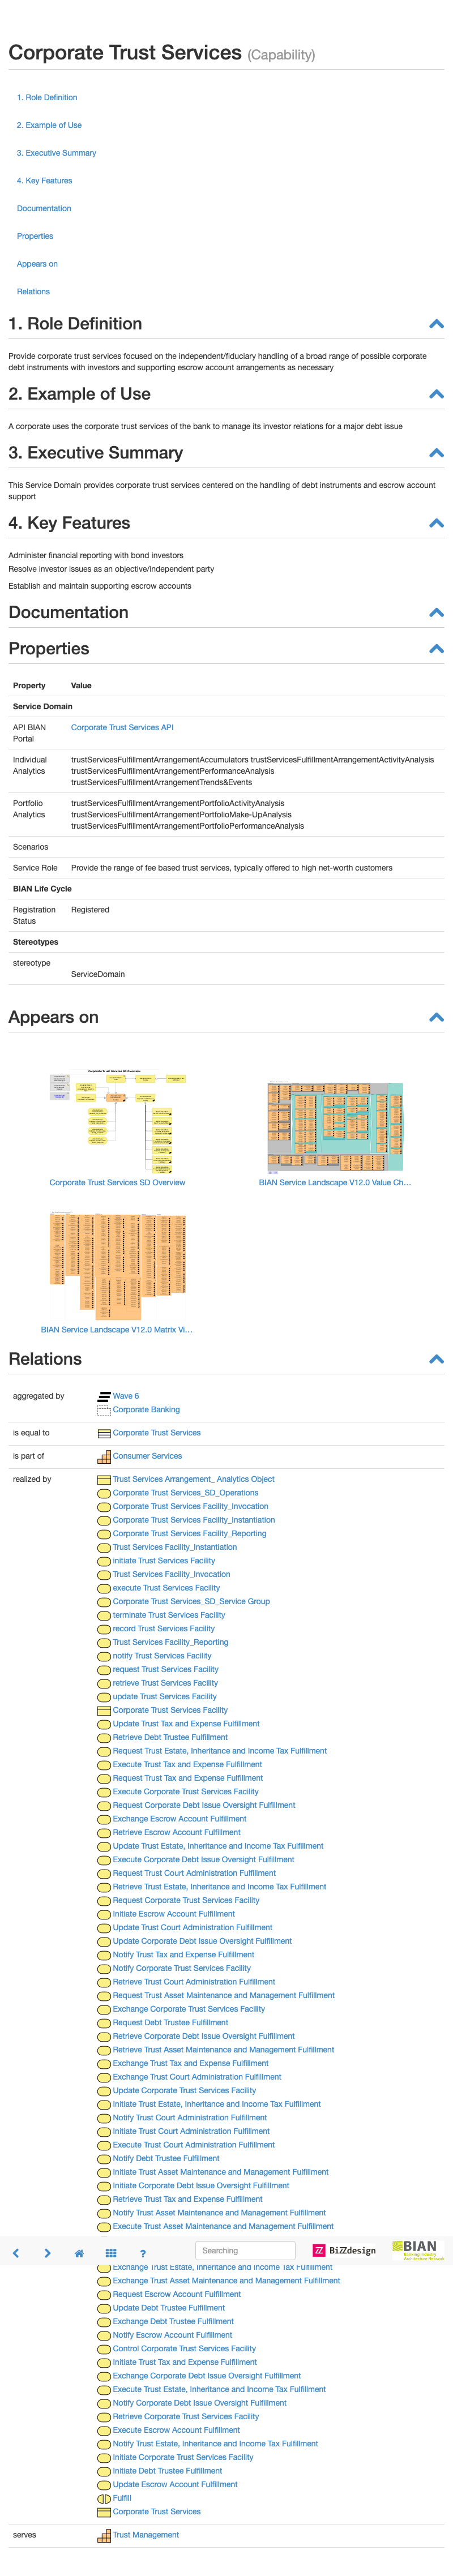 Corporate Trust Services (Capability)
1. Role Definition
2. Example of Use
3. Executive Summary
4. Key Features
Documentation
Properties
Appears on
Relations
1. Role Definition
Provide corporate trust services focused on the independent/fiduciary handling of a broad range of possible corporate
debt instruments with investors and supporting escrow account arrangements as necessary
2. Example of Use
A corporate uses the corporate trust services of the bank to manage its investor relations for a major debt issue
3. Executive Summary
This Service Domain provides corporate trust services centered on the handling of debt instruments and escrow account
support
4. Key Features
Administer financial reporting with bond investors
Resolve investor issues as an objective/independent party
Establish and maintain supporting escrow accounts
Documentation
Properties
Property Value
Service Domain
API BIAN Corporate Trust Services API
Portal
Individual trustServicesFulfillmentArrangementAccumulators trustServicesFulfillmentArrangementActivityAnalysis
Analytics trustServicesFulfillmentArrangementPerformanceAnalysis
trustServicesFulfillmentArrangementTrends&Events
Portfolio trustServicesFulfillmentArrangementPortfolioActivityAnalysis
Analytics trustServicesFulfillmentArrangementPortfolioMake-UpAnalysis
trustServicesFulfillmentArrangementPortfolioPerformanceAnalysis
Scenarios
Service Role Provide the range of fee based trust services, typically offered to high net-worth customers
BIAN Life Cycle
Registration Registered
Status
Stereotypes
stereotype
ServiceDomain
Appears on
Corporate Trust Services SD Overview
Corporate Trust Services SD Overview BIAN Service Landscape V12.0 Value Ch…
BIAN Service Landscape V12.0 Matrix Vi…
Relations
aggregated by Wave 6
Corporate Banking
is equal to Corporate Trust Services
is part of Consumer Services
realized by Trust Services Arrangement_ Analytics Object
Corporate Trust Services_SD_Operations
Corporate Trust Services Facility_Invocation
Corporate Trust Services Facility_Instantiation
Corporate Trust Services Facility_Reporting
Trust Services Facility_Instantiation
initiate Trust Services Facility
Trust Services Facility_Invocation
execute Trust Services Facility
Corporate Trust Services_SD_Service Group
terminate Trust Services Facility
record Trust Services Facility
Trust Services Facility_Reporting
notify Trust Services Facility
request Trust Services Facility
retrieve Trust Services Facility
update Trust Services Facility
Corporate Trust Services Facility
Update Trust Tax and Expense Fulfillment
Retrieve Debt Trustee Fulfillment
Request Trust Estate, Inheritance and Income Tax Fulfillment
Execute Trust Tax and Expense Fulfillment
Request Trust Tax and Expense Fulfillment
Execute Corporate Trust Services Facility
Request Corporate Debt Issue Oversight Fulfillment
Exchange Escrow Account Fulfillment
Retrieve Escrow Account Fulfillment
Update Trust Estate, Inheritance and Income Tax Fulfillment
Execute Corporate Debt Issue Oversight Fulfillment
Request Trust Court Administration Fulfillment
Retrieve Trust Estate, Inheritance and Income Tax Fulfillment
Request Corporate Trust Services Facility
Initiate Escrow Account Fulfillment
Update Trust Court Administration Fulfillment
Update Corporate Debt Issue Oversight Fulfillment
Notify Trust Tax and Expense Fulfillment
Notify Corporate Trust Services Facility
Retrieve Trust Court Administration Fulfillment
Request Trust Asset Maintenance and Management Fulfillment
Exchange Corporate Trust Services Facility
Request Debt Trustee Fulfillment
Retrieve Corporate Debt Issue Oversight Fulfillment
Retrieve Trust Asset Maintenance and Management Fulfillment
Exchange Trust Tax and Expense Fulfillment
Exchange Trust Court Administration Fulfillment
Update Corporate Trust Services Facility
Initiate Trust Estate, Inheritance and Income Tax Fulfillment
Notify Trust Court Administration Fulfillment
Initiate Trust Court Administration Fulfillment
Execute Trust Court Administration Fulfillment
Notify Debt Trustee Fulfillment
Initiate Trust Asset Maintenance and Management Fulfillment
Initiate Corporate Debt Issue Oversight Fulfillment
Retrieve Trust Tax and Expense Fulfillment
Notify Trust Asset Maintenance and Management Fulfillment
Execute Trust Asset Maintenance and Management Fulfillment
? Searching BiZZdesign BIAN
Banking Industry
Architecture Network
Exchange Trust Estate, Inheritance and Income Tax Fulfillment
Exchange Trust Asset Maintenance and Management Fulfillment
Request Escrow Account Fulfillment
Update Debt Trustee Fulfillment
Exchange Debt Trustee Fulfillment
Notify Escrow Account Fulfillment
Control Corporate Trust Services Facility
Initiate Trust Tax and Expense Fulfillment
Exchange Corporate Debt Issue Oversight Fulfillment
Execute Trust Estate, Inheritance and Income Tax Fulfillment
Notify Corporate Debt Issue Oversight Fulfillment
Retrieve Corporate Trust Services Facility
Execute Escrow Account Fulfillment
Notify Trust Estate, Inheritance and Income Tax Fulfillment
Initiate Corporate Trust Services Facility
Initiate Debt Trustee Fulfillment
Update Escrow Account Fulfillment
Fulfill
Corporate Trust Services
serves Trust Management